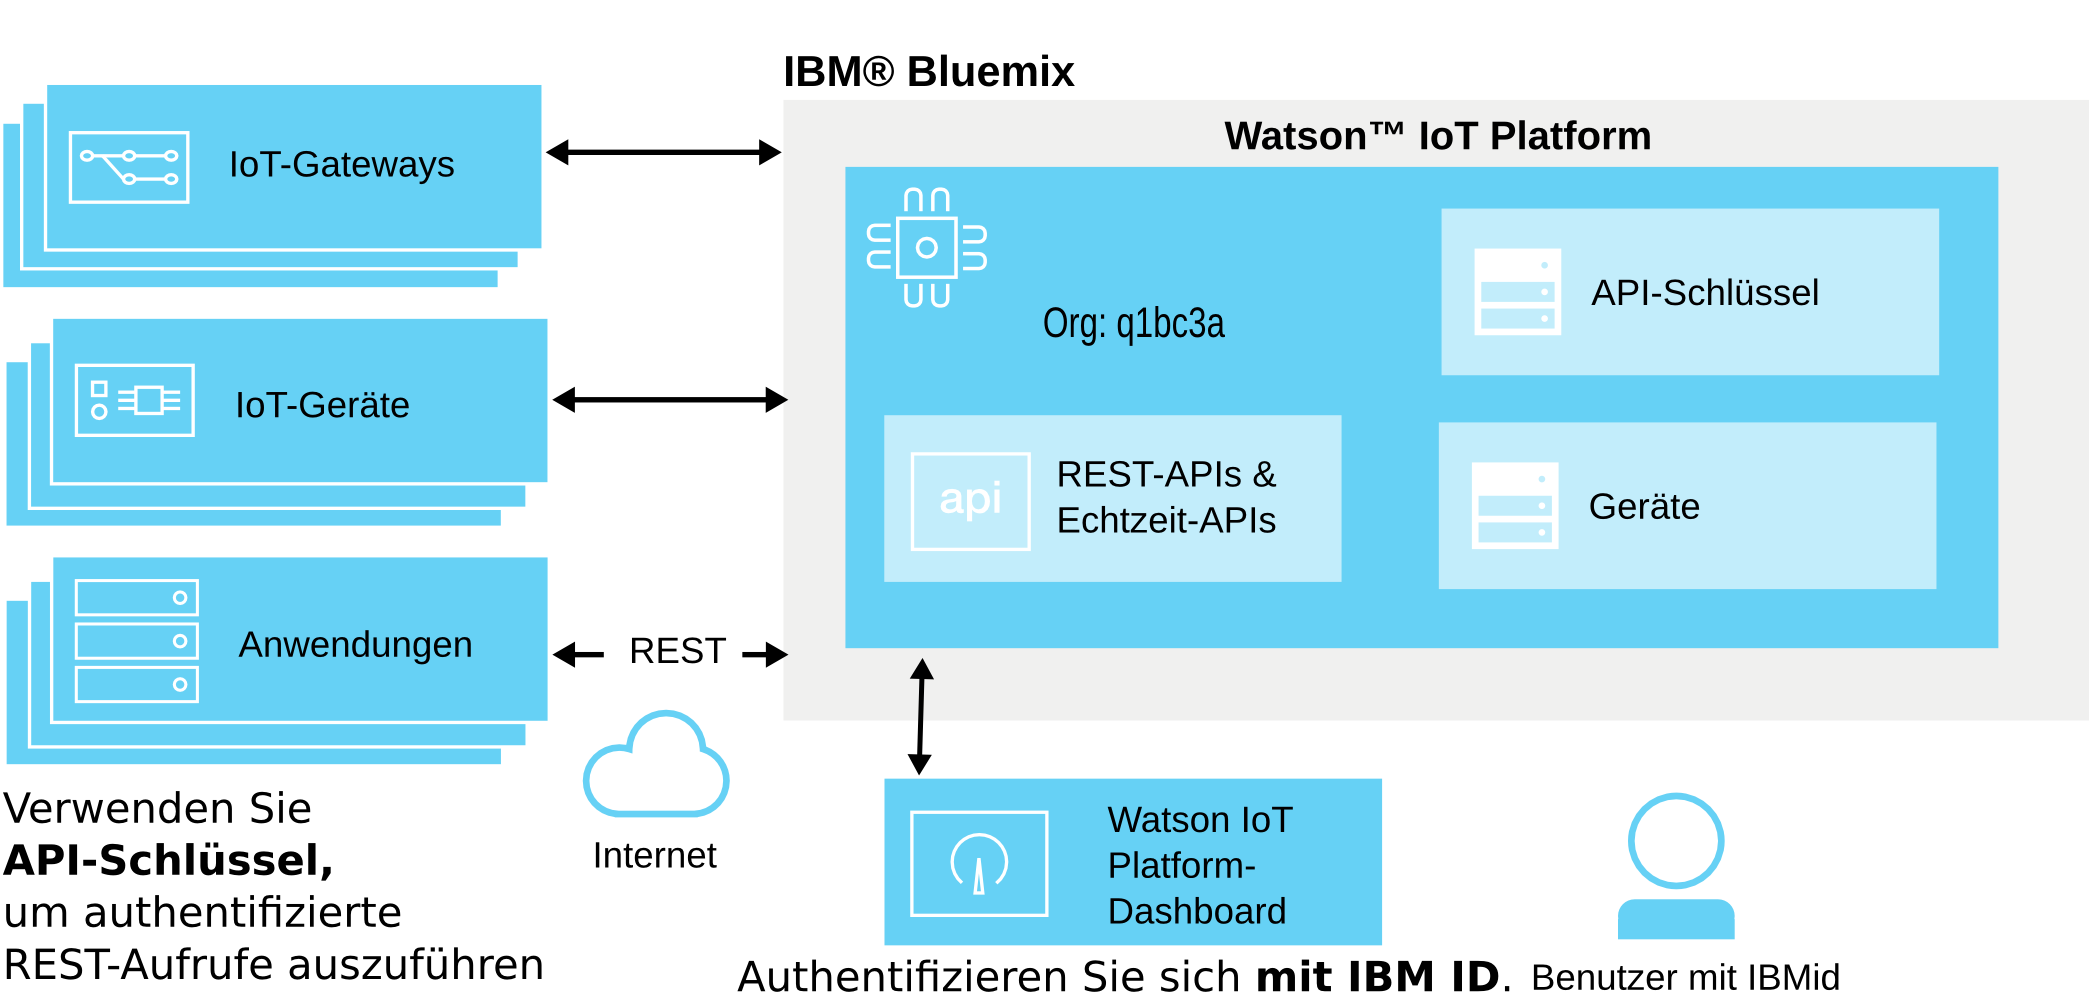 IBM® Bluemix
Watson™ IoT Platform
IoT-Gateways
IoT-Geräte
Anwendungen
REST
Internet
Org: q1bc3a
API-Schlüssel
api
REST-APIs &
Echtzeit-APIs
Geräte
Verwenden Sie
API-Schlüssel,
um authentifizierte
REST-Aufrufe auszuführen
Watson IoT
Platform-
Dashboard
Authentifizieren Sie sich mit IBM ID.
Benutzer mit IBMid